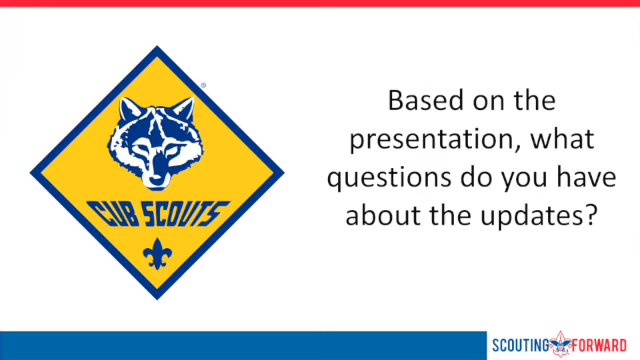 ®
CUB SCOUTS
Based on the
presentation, what
questions do you have
about the updates?
SCOUTING FORWARD